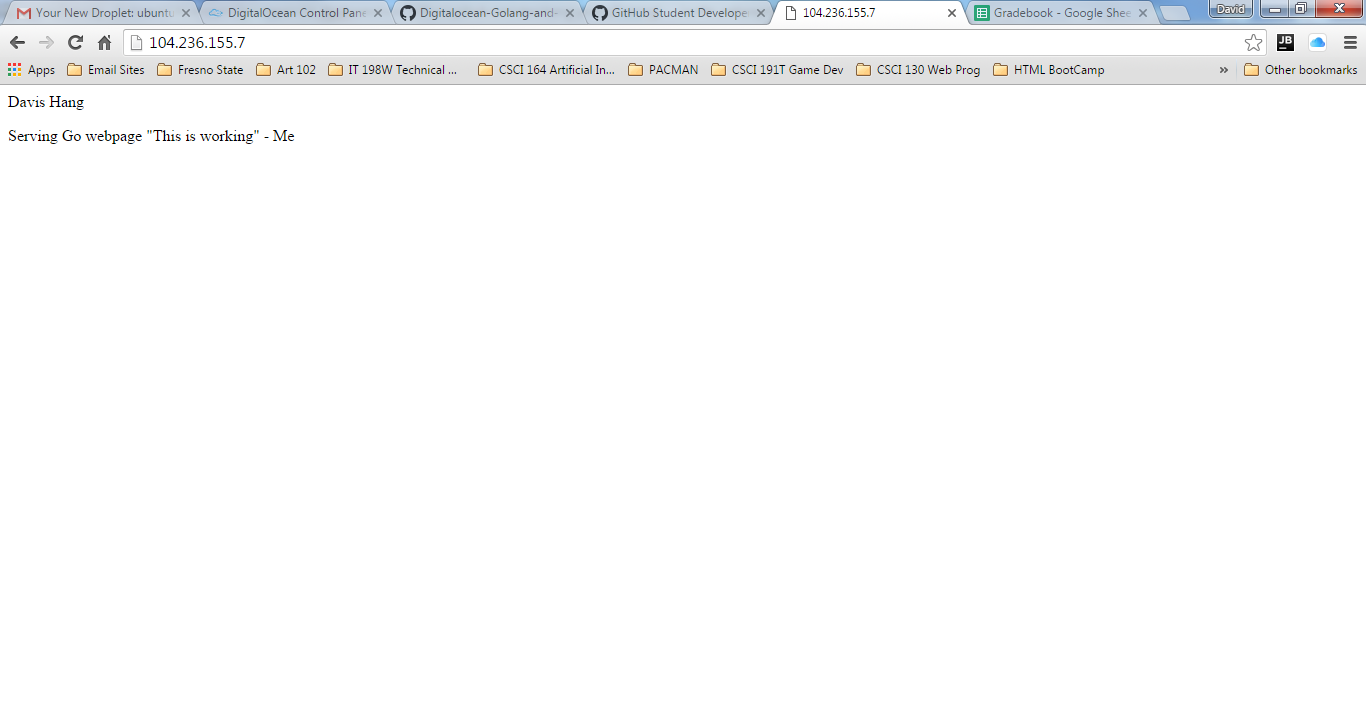 Your New Droplet: ubuntu
DigitalOcean Control Pane
Digitalocean-Golang-and-
GitHub Student Develope
104.236.155.7
Gradebook - Google Shee
David
104.236.155.7
JB
Apps
Email Sites
Fresno State
Art 102
IT 198W Technical ...
CSCI 164 Artificial In...
PACMAN
CSCI 191T Game Dev
CSCI 130 Web Prog
HTML BootCamp
»
Other bookmarks
Davis Hang
Serving Go webpage "This is working" - Me